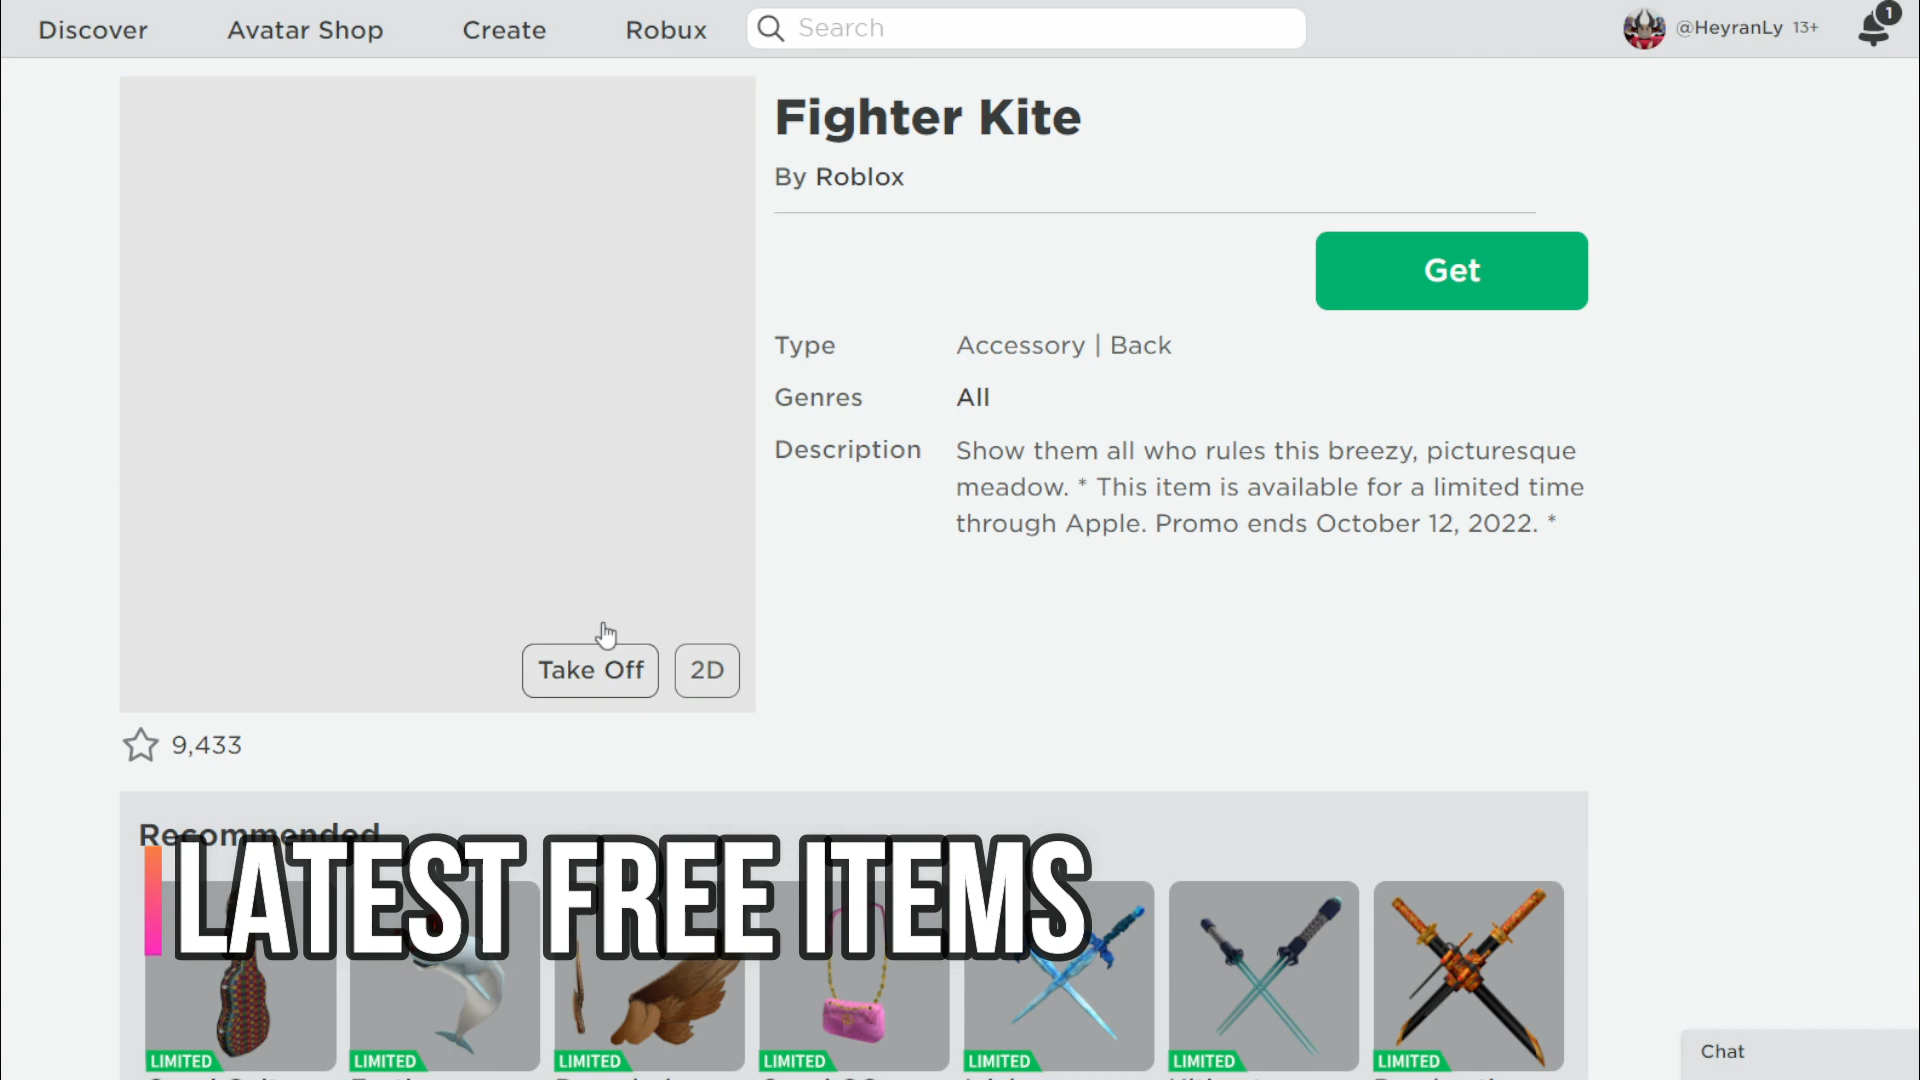 Discover Avatar Shop Create Robux Search @HeyranLy 13+ 1
Fighter Kite
By Roblox
Get
Type Accessory | Back
Genres All
Description Show them all who rules this breezy, picturesque
meadow. * This item is available for a limited time
through Apple. Promo ends October 12, 2022. *
Take Off 2D
9,433
Recommended
LATEST FREE ITEMS
LIMITED LIMITED LIMITED LIMITED LIMITED LIMITED LIMITED
Chat